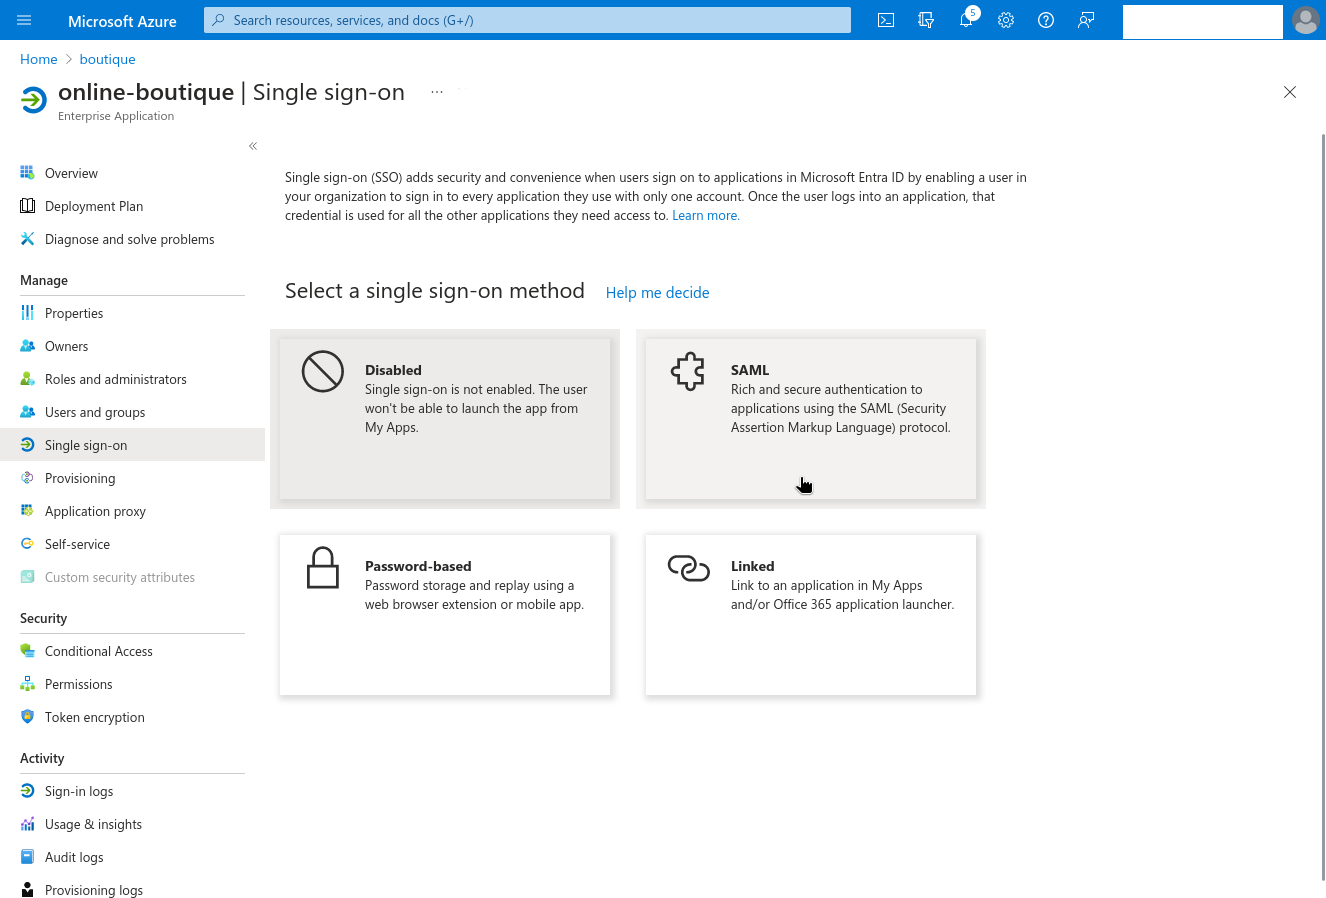 Microsoft Azure
Search resources, services, and docs (G+/)
5
Home > boutique
online-boutique | Single sign-on ...
Enterprise Application
«
Overview
Deployment Plan
Diagnose and solve problems
Manage
Properties
Owners
Roles and administrators
Users and groups
Single sign-on
Provisioning
Application proxy
Self-service
Custom security attributes
Security
Conditional Access
Permissions
Token encryption
Activity
Sign-in logs
Usage & insights
Audit logs
Provisioning logs
Single sign-on (SSO) adds security and convenience when users sign on to applications in Microsoft Entra ID by enabling a user in
your organization to sign in to every application they use with only one account. Once the user logs into an application, that
credential is used for all the other applications they need access to. Learn more.
Select a single sign-on method Help me decide
Disabled
Single sign-on is not enabled. The user
won't be able to launch the app from
My Apps.
SAML
Rich and secure authentication to
applications using the SAML (Security
Assertion Markup Language) protocol.
Password-based
Password storage and replay using a
web browser extension or mobile app.
Linked
Link to an application in My Apps
and/or Office 365 application launcher.